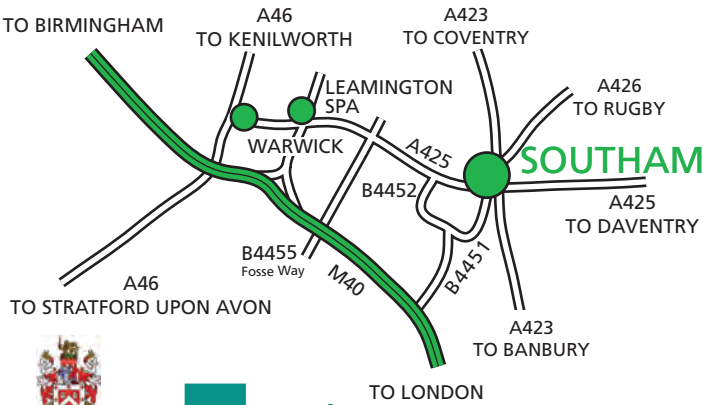 TO BIRMINGHAM
A46
TO KENILWORTH
A423
TO COVENTRY
LEAMINGTON
SPA
A426
TO RUGBY
WARWICK
A425
SOUTHAM
B4452
A425
TO DAVENTRY
B4455
Fosse Way
M40
B4451
A46
TO STRATFORD UPON AVON
A423
TO BANBURY
TO LONDON